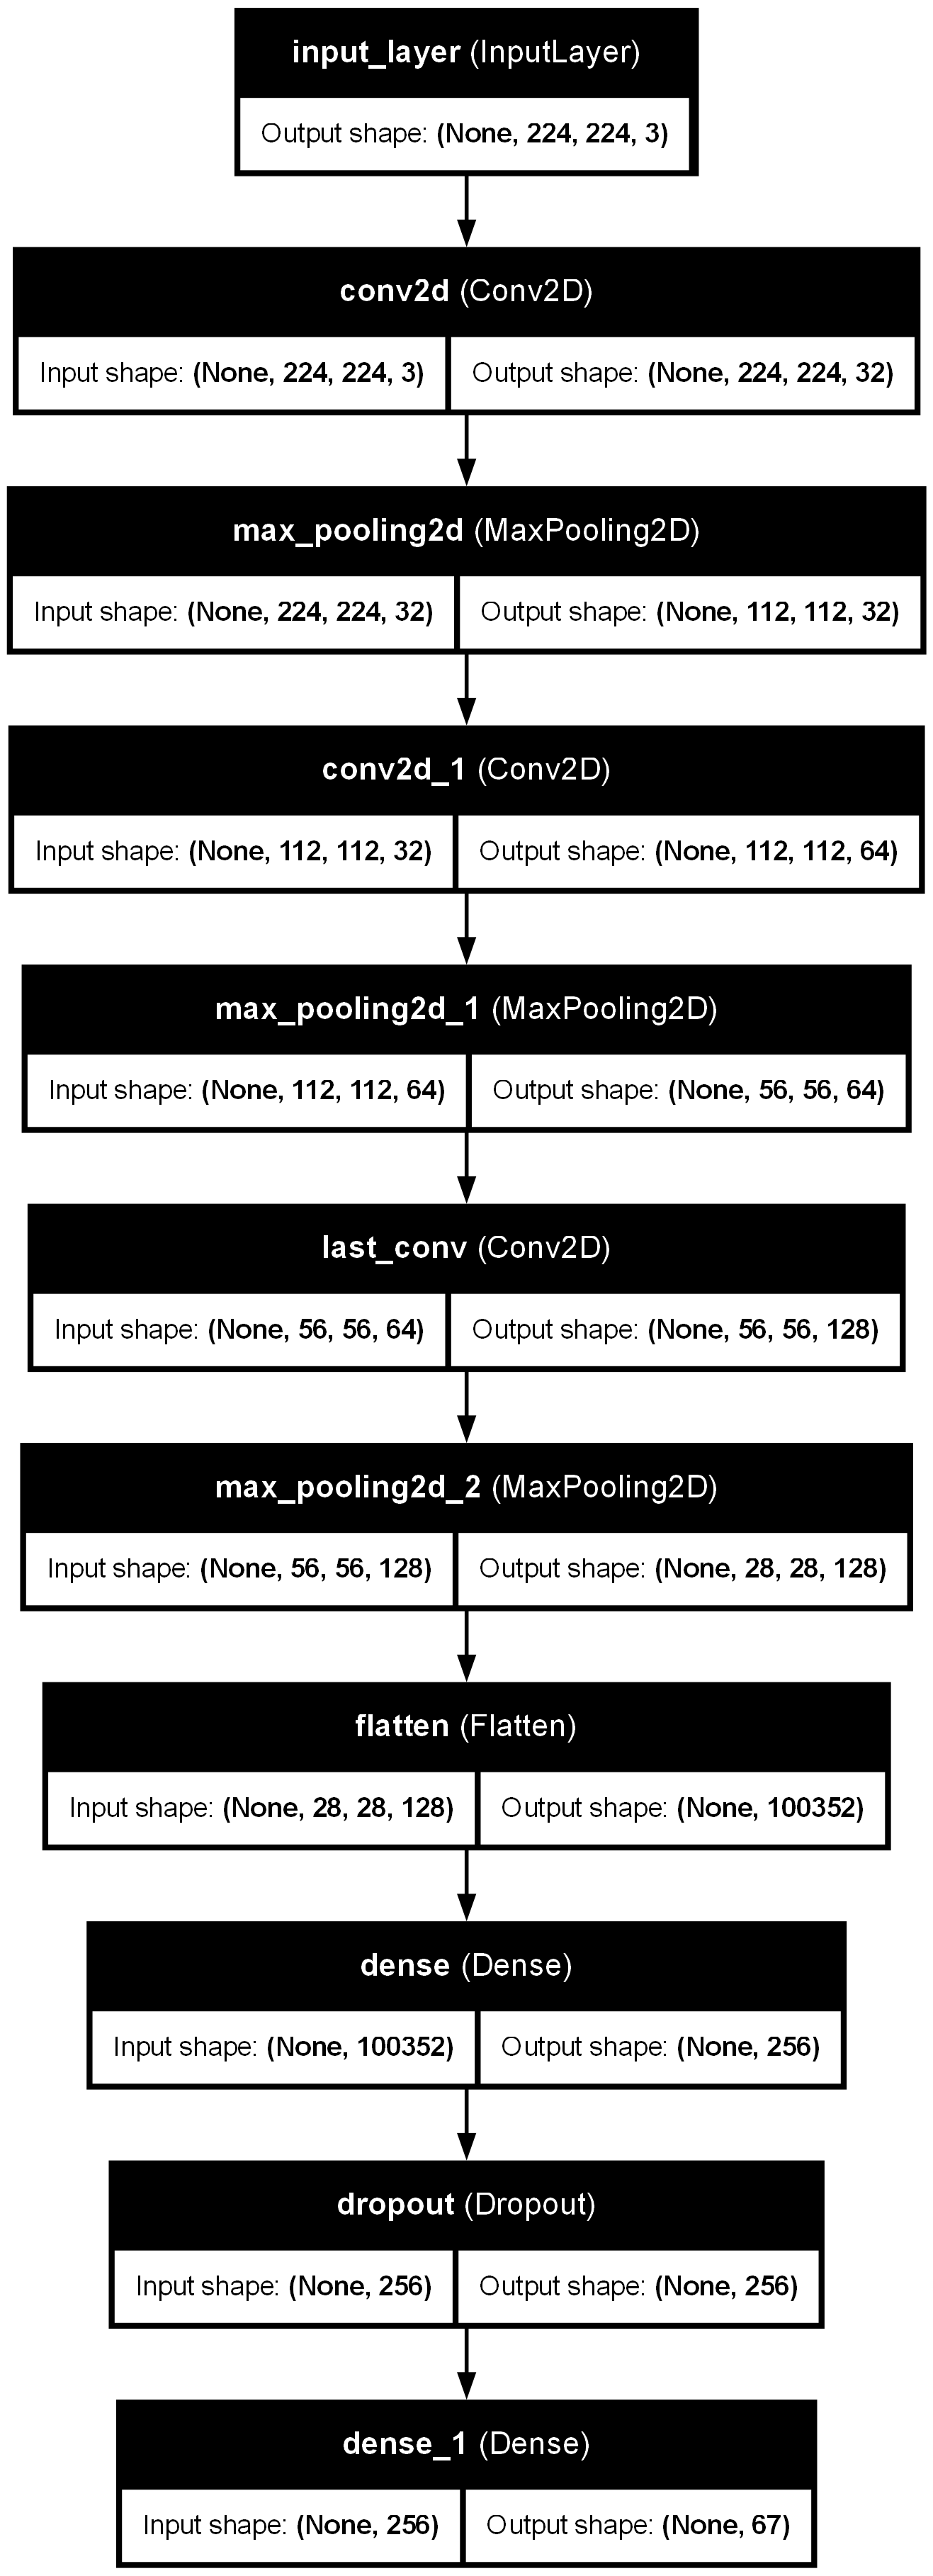 input_layer (InputLayer)
Output shape: (None, 224, 224, 3)
conv2d (Conv2D)
Input shape: (None, 224, 224, 3) Output shape: (None, 224, 224, 32)
max_pooling2d (MaxPooling2D)
Input shape: (None, 224, 224, 32) Output shape: (None, 112, 112, 32)
conv2d_1 (Conv2D)
Input shape: (None, 112, 112, 32) Output shape: (None, 112, 112, 64)
max_pooling2d_1 (MaxPooling2D)
Input shape: (None, 112, 112, 64) Output shape: (None, 56, 56, 64)
last_conv (Conv2D)
Input shape: (None, 56, 56, 64) Output shape: (None, 56, 56, 128)
max_pooling2d_2 (MaxPooling2D)
Input shape: (None, 56, 56, 128) Output shape: (None, 28, 28, 128)
flatten (Flatten)
Input shape: (None, 28, 28, 128) Output shape: (None, 100352)
dense (Dense)
Input shape: (None, 100352) Output shape: (None, 256)
dropout (Dropout)
Input shape: (None, 256) Output shape: (None, 256)
dense_1 (Dense)
Input shape: (None, 256) Output shape: (None, 67)